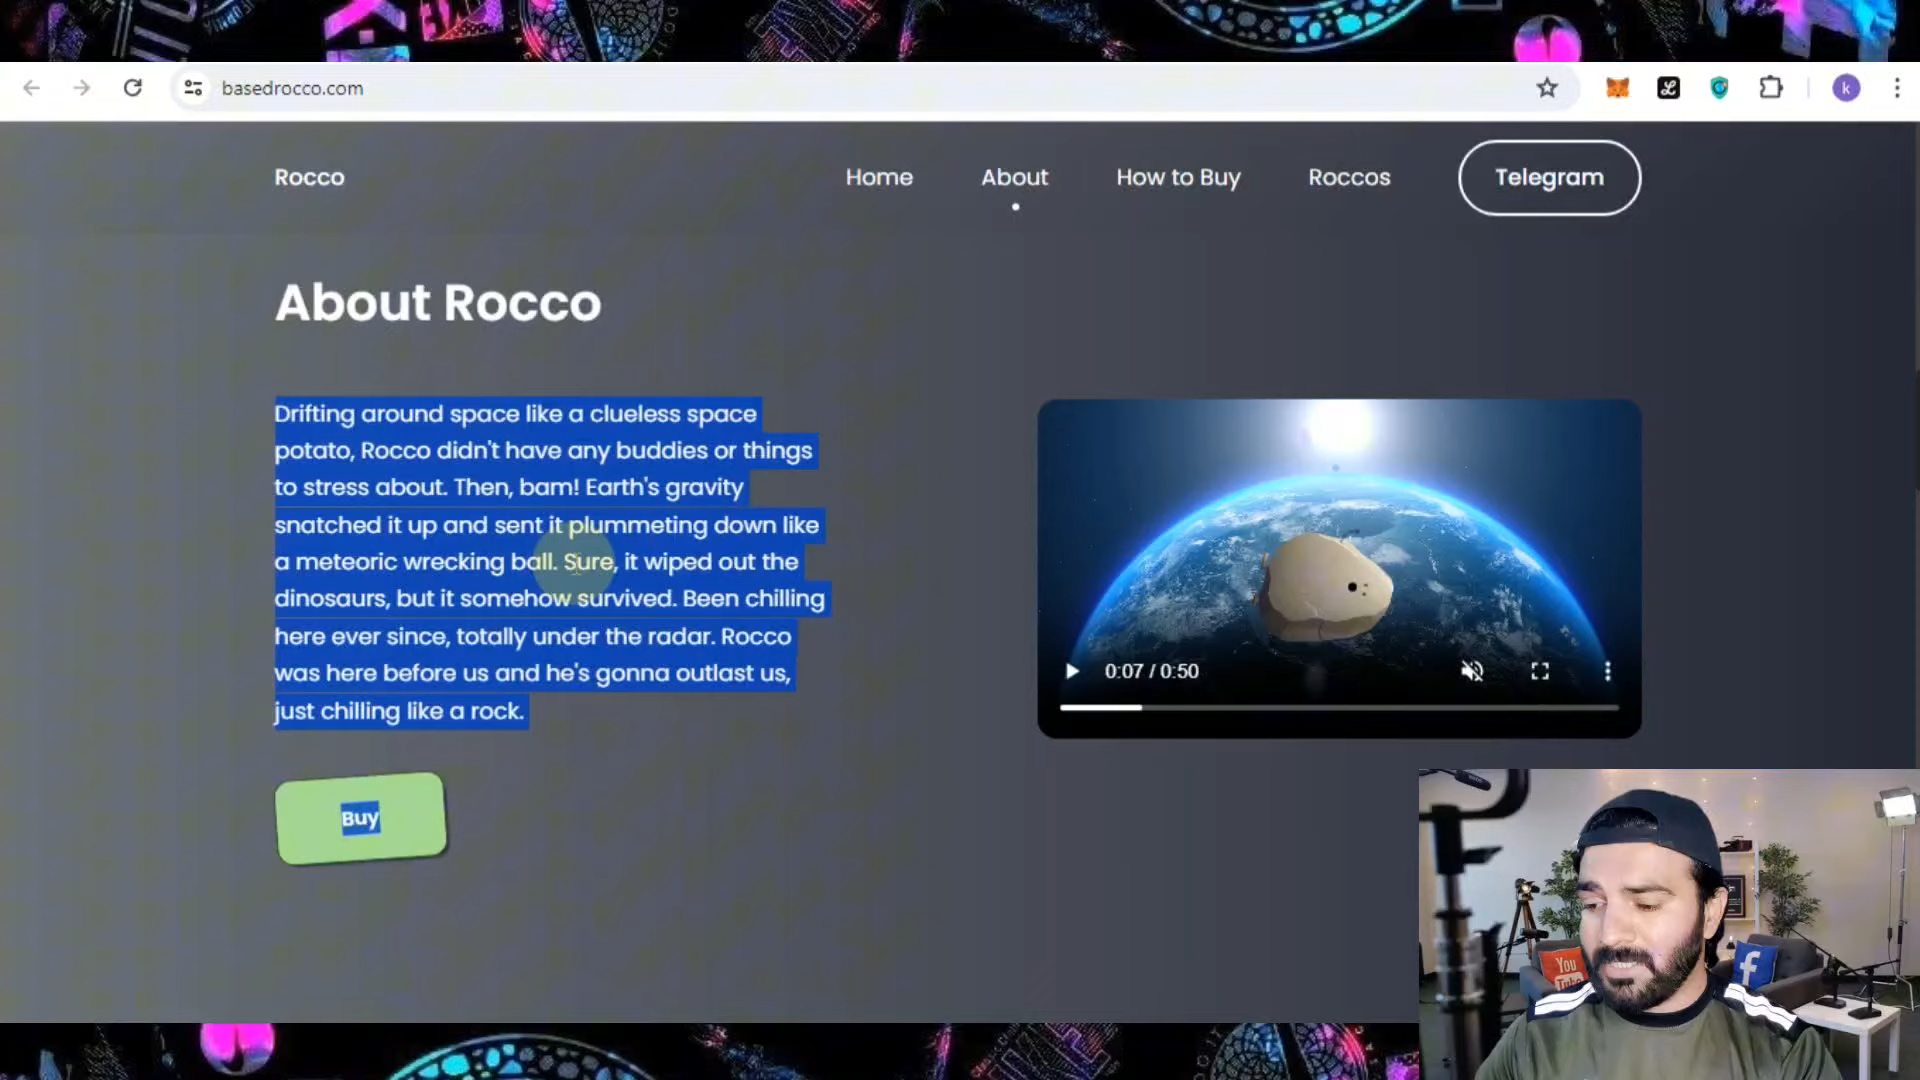 basedrocco.com
k
Rocco
Home
About
How to Buy
Roccos
Telegram
About Rocco
Drifting around space like a clueless space
potato, Rocco didn't have any buddies or things
to stress about. Then, bam! Earth's gravity
snatched it up and sent it plummeting down like
a meteoric wrecking ball. Sure, it wiped out the
dinosaurs, but it somehow survived. Been chilling
here ever since, totally under the radar. Rocco
was here before us and he's gonna outlast us,
just chilling like a rock.
0:07 / 0:50
Buy
You
Tube
f